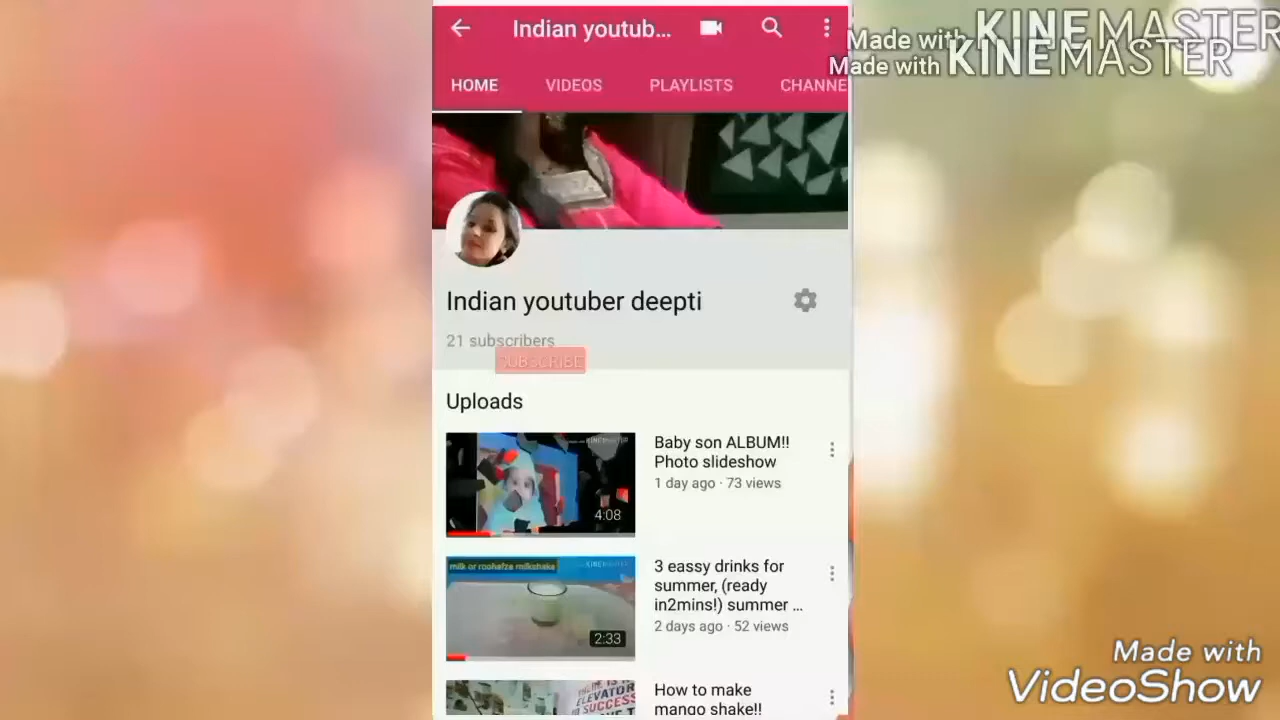 Indian youtub...
Made with KINEMASTER
Made with KINEMASTER
HOME VIDEOS PLAYLISTS CHANNE
Indian youtuber deepti
21 subscribers
SUBSCRIBE
Uploads
Baby son ALBUM!!
Photo slideshow
1 day ago · 73 views
4:08
milk or roohafza milkshake
3 eassy drinks for
summer, (ready
in2mins!) summer ...
2 days ago · 52 views
2:33
How to make
mango shake!!
ELEVATOR
SUCCESS
Made with
VideoShow